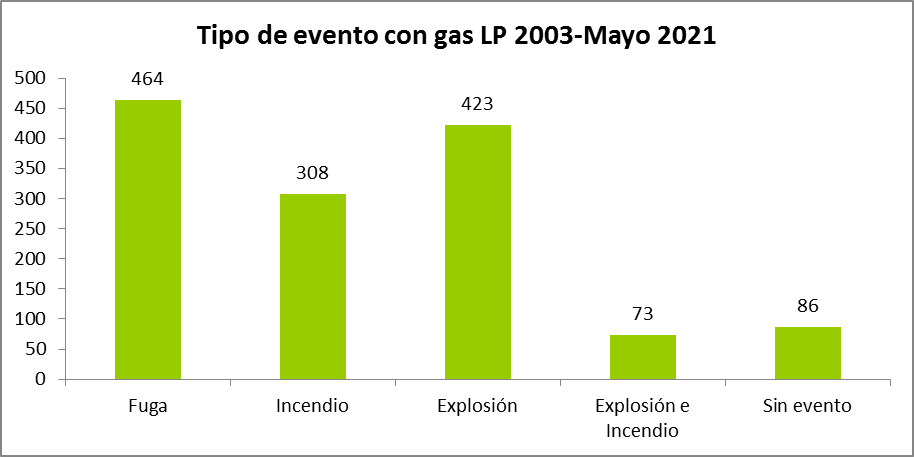 Tipo de evento con gas LP 2003-Mayo 2021
500
450
400
350
300
250
200
150
100
50
0
464
308
423
73
86
Fuga
Incendio
Explosión
Explosión e
Incendio
Sin evento